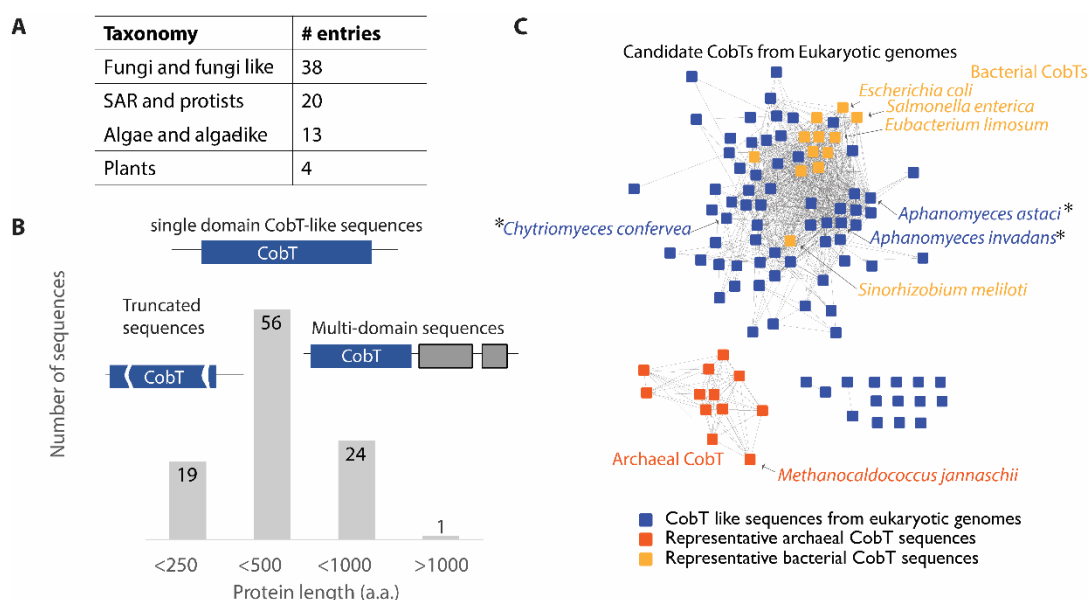 A
Taxonomy # entries
Fungi and fungi like 38
SAR and protists 20
Algae and algaelike 13
Plants 4
B
single domain CobT-like sequences
CobT
Truncated
sequences
CobT
Multi-domain sequences
CobT
Number of sequences
19
56
24
1
<250 <500 <1000 >1000
Protein length (a.a.)
C
Candidate CobTs from Eukaryotic genomes
Bacterial CobTs
Escherichia coli
Salmonella enterica
Eubacterium limosum
*Chytriomyces confervea
Aphanomyeces astaci*
Aphanomyeces invadans*
Sinorhizobium meliloti
Archaeal CobT
Methanocaldococcus jannaschii
CobT like sequences from eukaryotic genomes
Representative archaeal CobT sequences
Representative bacterial CobT sequences